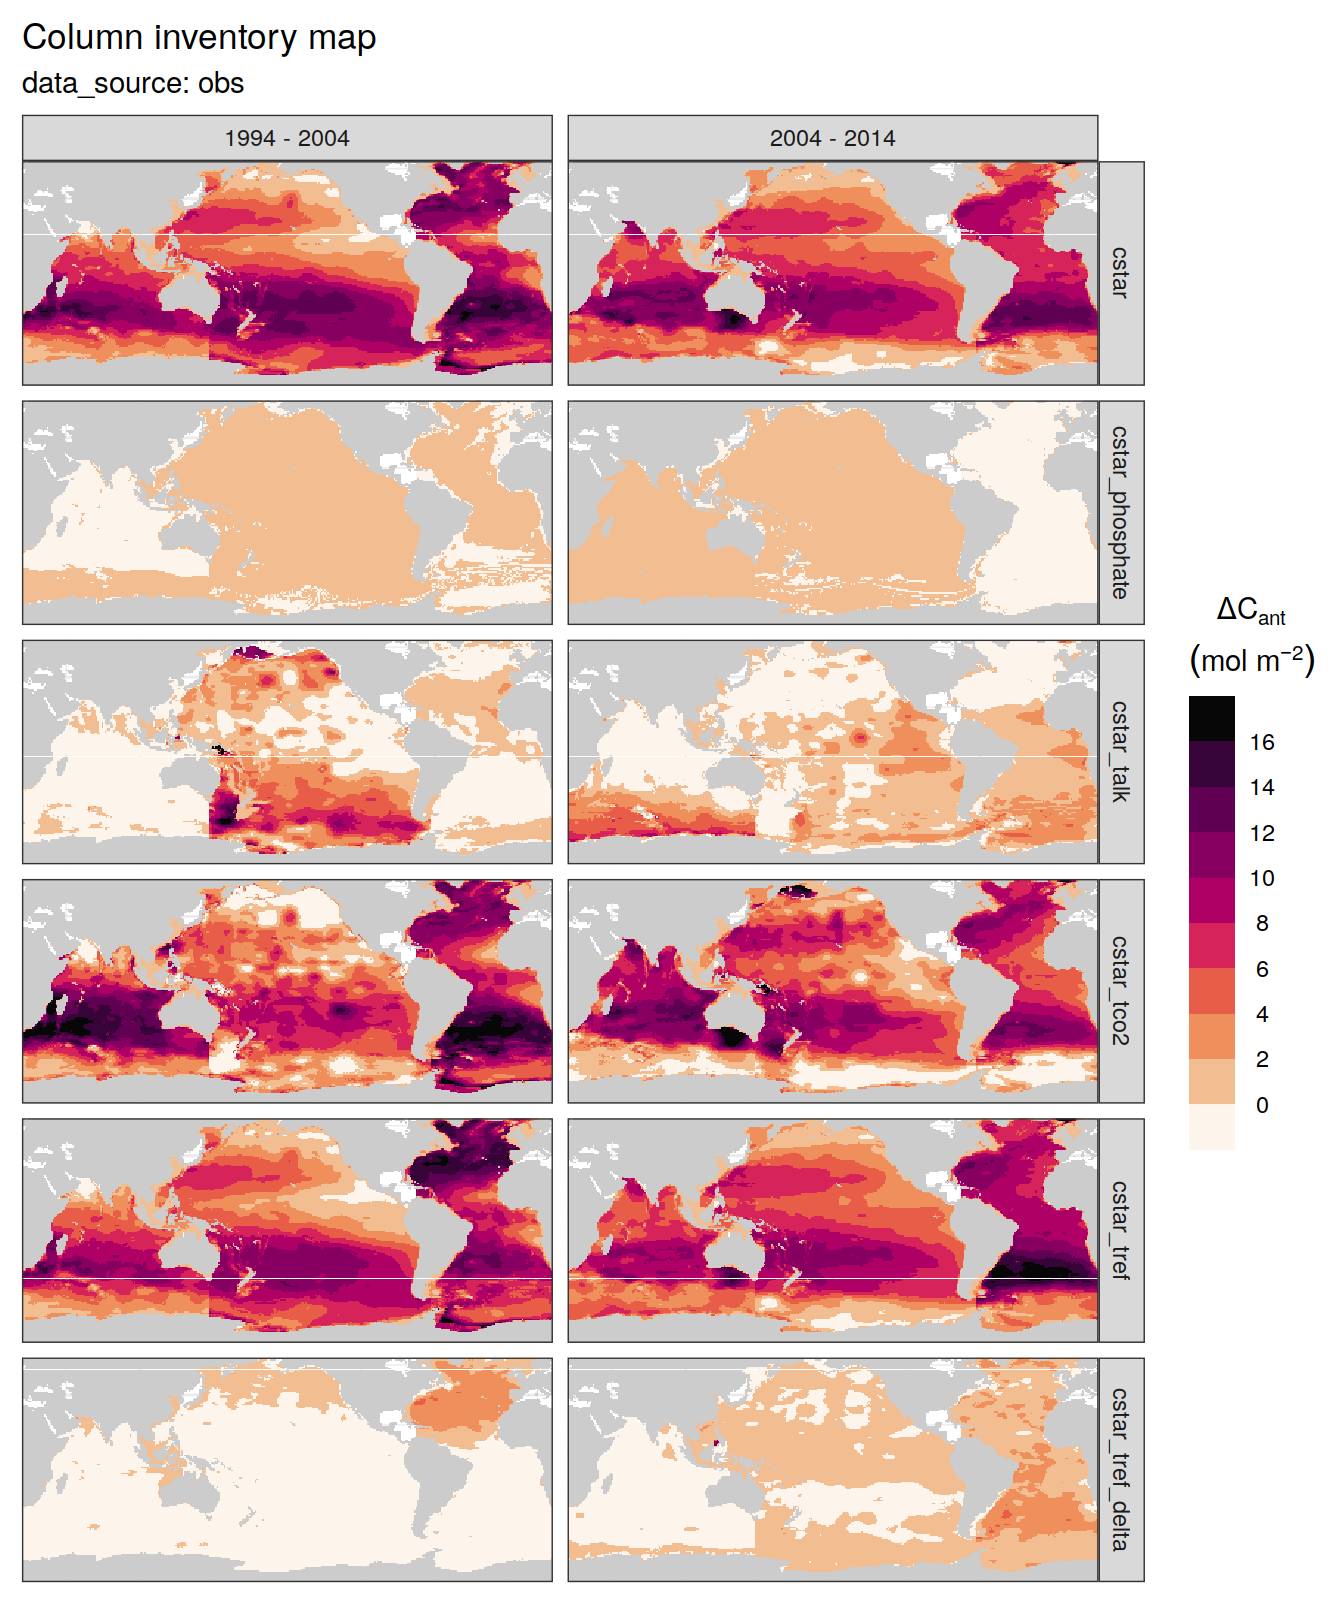 Column inventory map
data_source: obs
1994 - 2004
2004 - 2014
cstar
cstar_phosphate
cstar_talk
cstar_tco2
cstar_tref
cstar_tref_delta
ΔCant
(mol m−2)
16
14
12
10
8
6
4
2
0